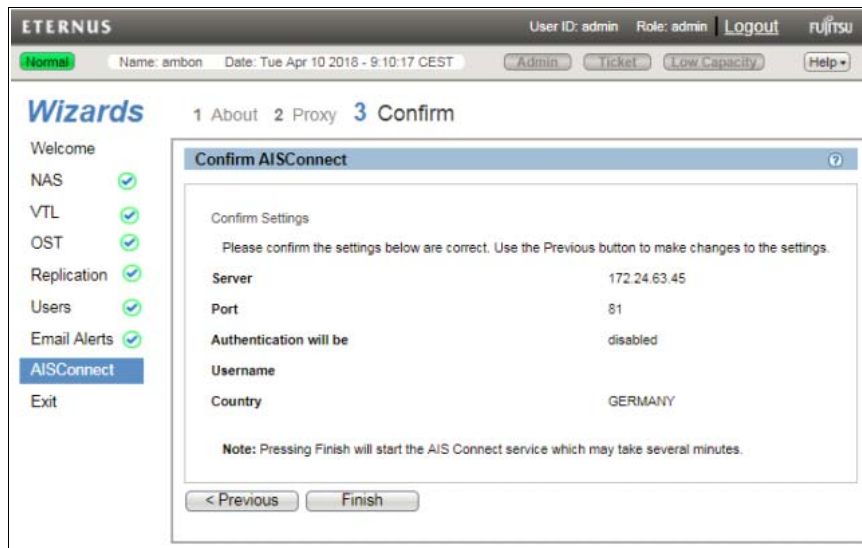 ETERNUS User ID: admin Role: admin Logout FUJITSU
Normal Name: ambon Date: Tue Apr 10 2018 - 9:10:17 CEST Admin Ticket Low Capacity Help
Wizards
1 About 2 Proxy 3 Confirm
Welcome
NAS
VTL
OST
Replication
Users
Email Alerts
AISConnect
Exit
Confirm AISConnect ?
Confirm Settings
Please confirm the settings below are correct. Use the Previous button to make changes to the settings.
Server 172.24.63.45
Port 81
Authentication will be disabled
Username
Country GERMANY
Note: Pressing Finish will start the AIS Connect service which may take several minutes.
< Previous Finish